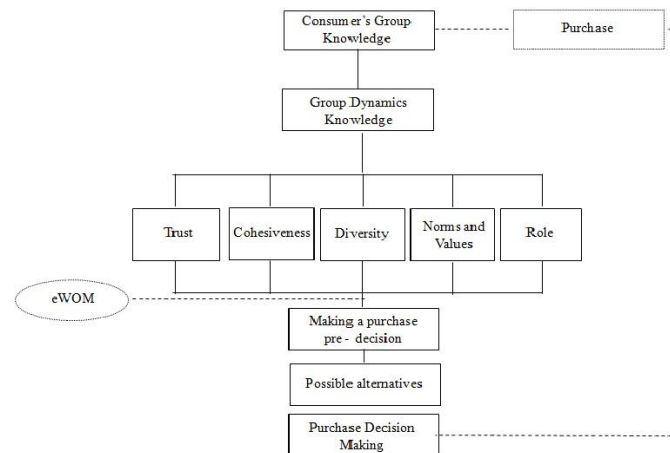 Consumer's Group
Knowledge
Purchase
Group Dynamics
Knowledge
Trust
Cohesiveness
Diversity
Norms and
Values
Role
eWOM
Making a purchase
pre - decision
Possible alternatives
Purchase Decision
Making